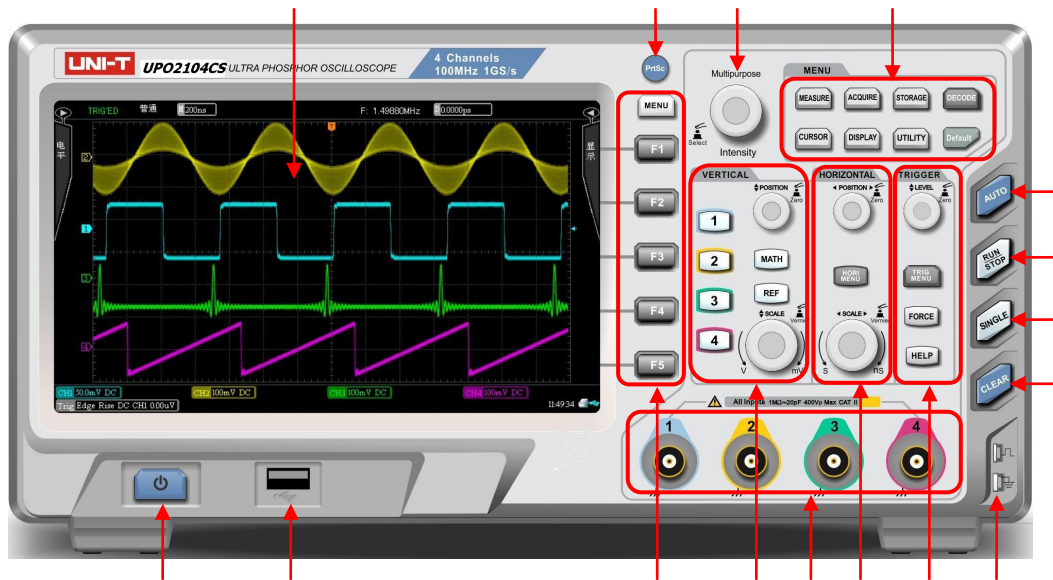 UNI-T UPO2104CS ULTRA PHOSPHOR OSCILLOSCOPE
4 Channels
100MHz 1GS/s
TRIG'ED 普通 200ns F: 1.49880MHz 0.0000ps
电平
显示
T
2
1
3
4
CH1 50.0mV DC CH2 100mV DC CH3 100mV DC CH4 100mV DC
Trig Edge Rise DC CH1 0.00uV 11:49:34
PrtSc
MENU
F1
F2
F3
F4
F5
Multipurpose
Select
Intensity
MENU
MEASURE ACQUIRE STORAGE DECODE
CURSOR DISPLAY UTILITY Default
VERTICAL
POSITION
Zero
1
2
3
4
MATH
REF
SCALE
Vernier
V mV
HORIZONTAL
POSITION
Zero
HORI
MENU
SCALE
Vernier
S nS
TRIGGER
LEVEL
Zero
TRIG
MENU
FORCE
HELP
AUTO
RUN
STOP
SINGLE
CLEAR
All Inputs 1MΩ~20pF 400Vp Max CAT II
1 2 3 4